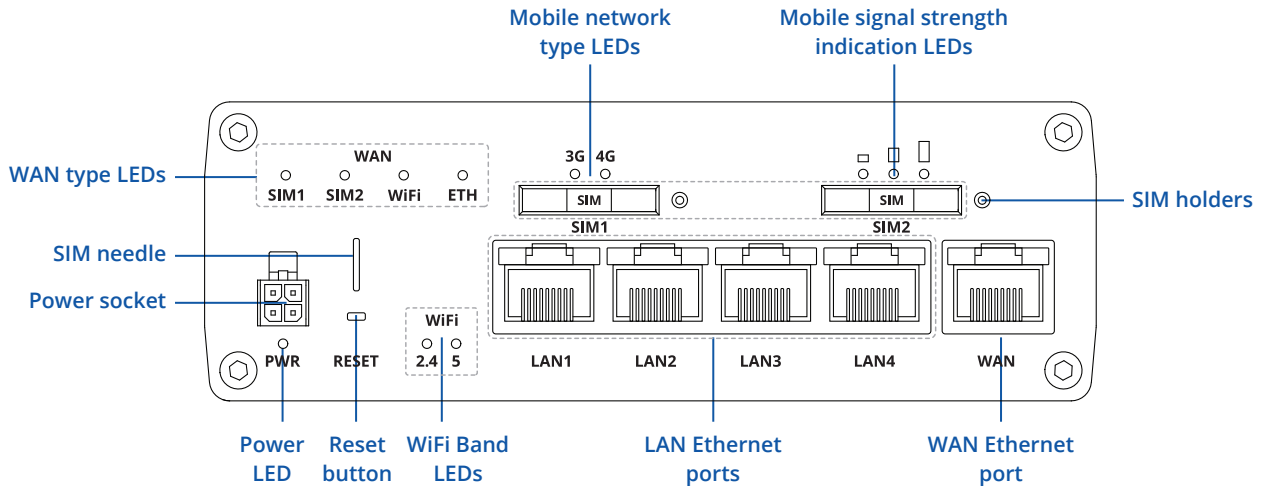 Mobile network
type LEDs
Mobile signal strength
indication LEDs
WAN type LEDs
WAN
SIM1 SIM2 WiFi ETH
3G 4G
SIM
SIM1
SIM
SIM2
SIM holders
SIM needle
Power socket
PWR
RESET
WiFi
2.4 5
LAN1
LAN2
LAN3
LAN4
WAN
Power
LED
Reset
button
WiFi Band
LEDs
LAN Ethernet
ports
WAN Ethernet
port